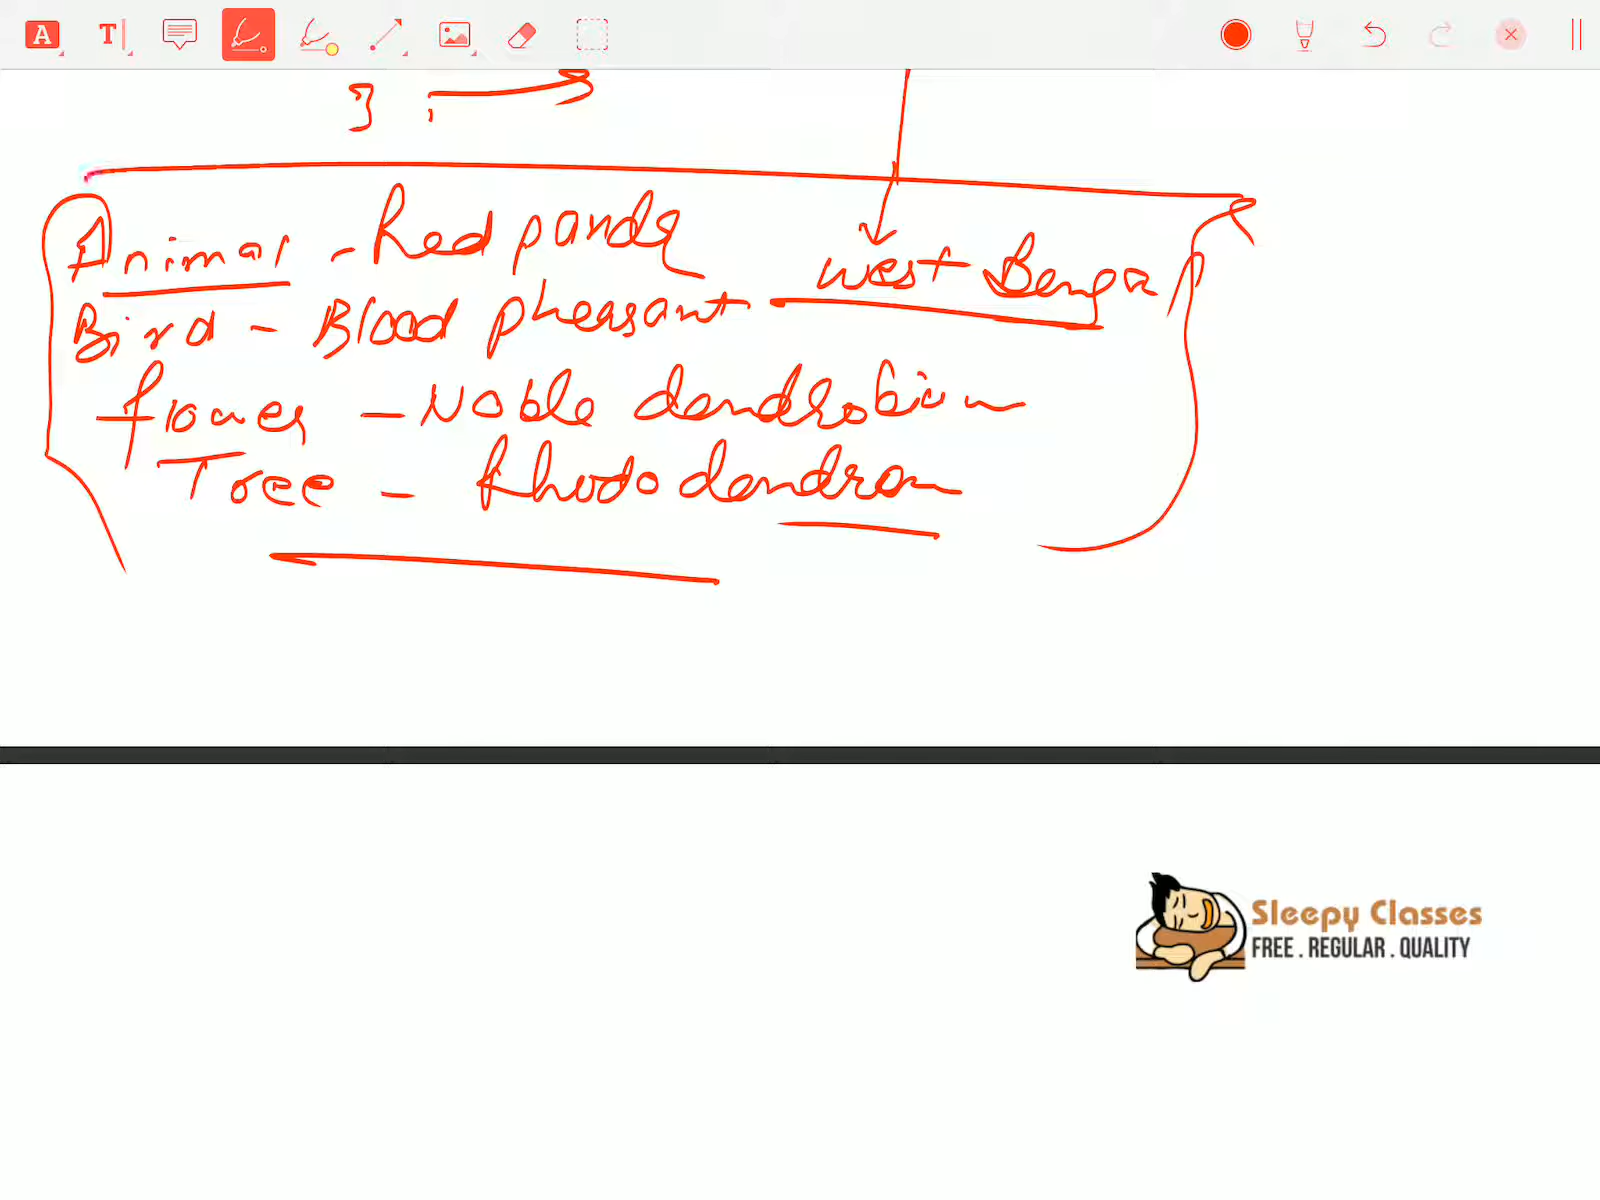 A T
3 :
Animal - Red panda
West Bengal
Bird - Blood pheasant
flower - Noble dendrobium
Tree - Rhododendron
Sleepy Classes
FREE . REGULAR . QUALITY